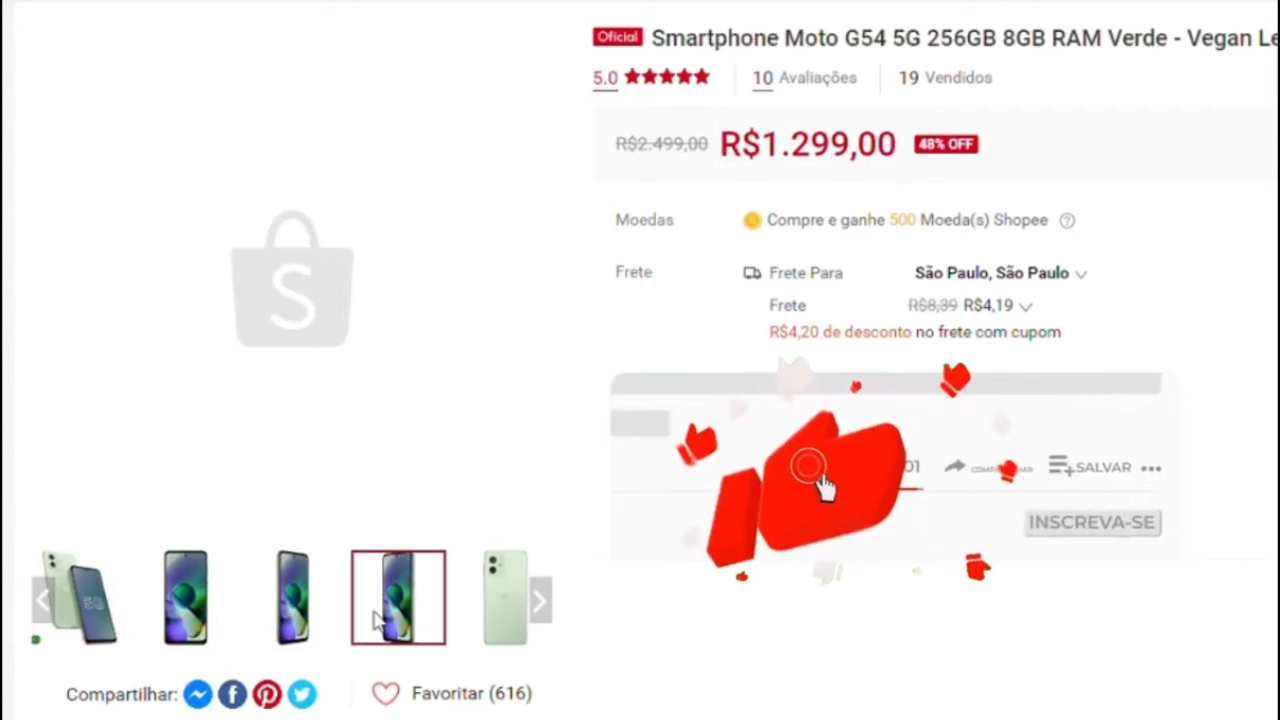 Oficial Smartphone Moto G54 5G 256GB 8GB RAM Verde - Vegan Le
5.0 10 Avaliações 19 Vendidos
R$2.499,00 R$1.299,00 48% OFF
Moedas Compre e ganhe 500 Moeda(s) Shopee ?
Frete Frete Para São Paulo, São Paulo
Frete R$8,39 R$4,19
R$4,20 de desconto no frete com cupom
S
01 SALVAR
INSCREVA-SE
Compartilhar: Favoritar (616)